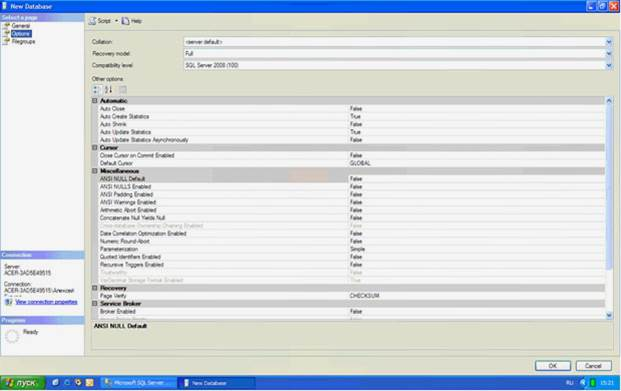 New Database
Select a page
General
Options
Filegroups
Script
Help
Collation: <server default>
Recovery model: Full
Compatibility level: SQL Server 2008 (100)
Other options:
Automatic
Auto Close False
Auto Create Statistics True
Auto Shrink False
Auto Update Statistics True
Auto Update Statistics Asynchronously False
Cursor
Close Cursor on Commit Enabled False
Default Cursor GLOBAL
Miscellaneous
ANSI NULL Default False
ANSI NULLS Enabled False
ANSI Padding Enabled False
ANSI Warnings Enabled False
Arithmetic Abort Enabled False
Concatenate Null Yields Null False
Cross-database Ownership Chaining Enabled False
Date Correlation Optimization Enabled False
Numeric Round-Abort False
Parameterization Simple
Quoted Identifiers Enabled False
Recursive Triggers Enabled False
Trustworthy False
VarDecimal Storage Format Enabled True
Recovery
Page Verify CHECKSUM
Service Broker
Broker Enabled False
ANSI NULL Default
Connection
Server:
ACER-3AD5E49515
Connection:
View connection properties
Progress
Ready
OK
Cancel
пуск
Microsoft SQL Server ...
New Database
RU
15:21